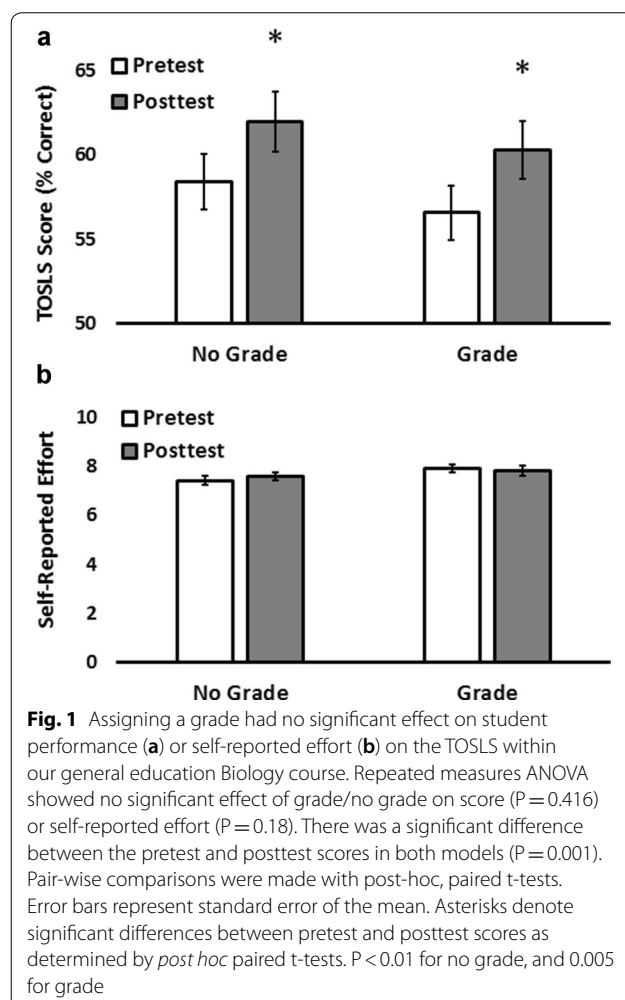 a
*
*
65
60
55
50
TOSLS Score (% Correct)
Pretest
Posttest
No Grade
Grade
b
10
8
6
4
2
0
Self-Reported Effort
Pretest
Posttest
No Grade
Grade
Fig. 1 Assigning a grade had no significant effect on student
performance (a) or self-reported effort (b) on the TOSLS within
our general education Biology course. Repeated measures ANOVA
showed no significant effect of grade/no grade on score (P = 0.416)
or self-reported effort (P = 0.18). There was a significant difference
between the pretest and posttest scores in both models (P = 0.001).
Pair-wise comparisons were made with post-hoc, paired t-tests.
Error bars represent standard error of the mean. Asterisks denote
significant differences between pretest and posttest scores as
determined by post hoc paired t-tests. P < 0.01 for no grade, and 0.005
for grade